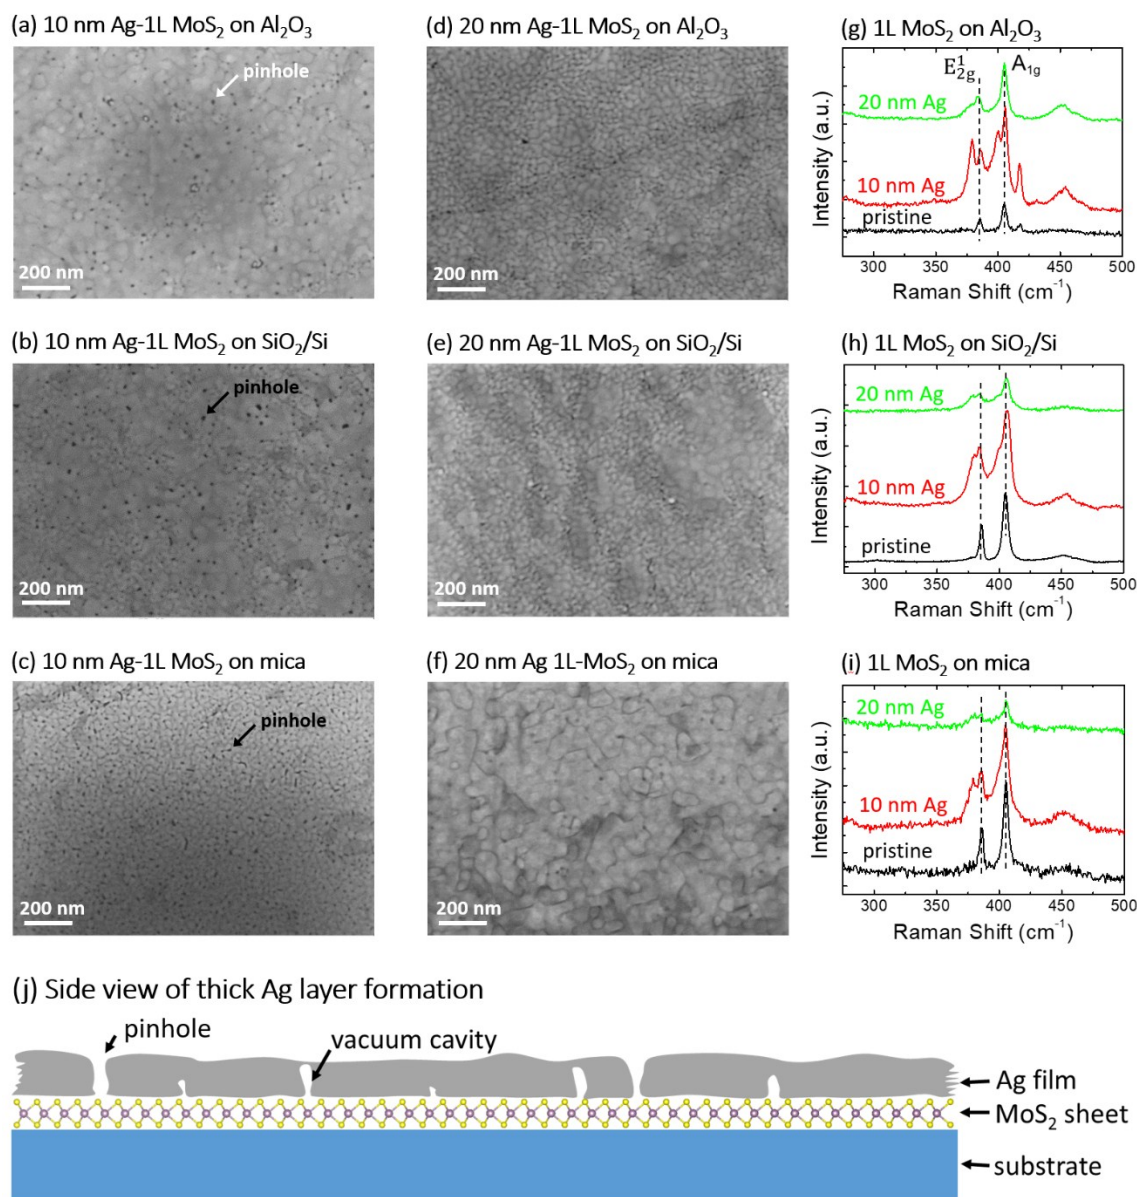 (a) 10 nm Ag-1L MoS₂ on Al₂O₃
pinhole
200 nm
(d) 20 nm Ag-1L MoS₂ on Al₂O₃
200 nm
(g) 1L MoS₂ on Al₂O₃
E¹₂g
A₁g
20 nm Ag
10 nm Ag
pristine
Intensity (a.u.)
300 350 400 450 500
Raman Shift (cm⁻¹)
(b) 10 nm Ag-1L MoS₂ on SiO₂/Si
pinhole
200 nm
(e) 20 nm Ag-1L MoS₂ on SiO₂/Si
200 nm
(h) 1L MoS₂ on SiO₂/Si
20 nm Ag
10 nm Ag
pristine
Intensity (a.u.)
300 350 400 450 500
Raman Shift (cm⁻¹)
(c) 10 nm Ag-1L MoS₂ on mica
pinhole
200 nm
(f) 20 nm Ag 1L-MoS₂ on mica
200 nm
(i) 1L MoS₂ on mica
20 nm Ag
10 nm Ag
pristine
Intensity (a.u.)
300 350 400 450 500
Raman Shift (cm⁻¹)
(j) Side view of thick Ag layer formation
pinhole
vacuum cavity
Ag film
MoS₂ sheet
substrate